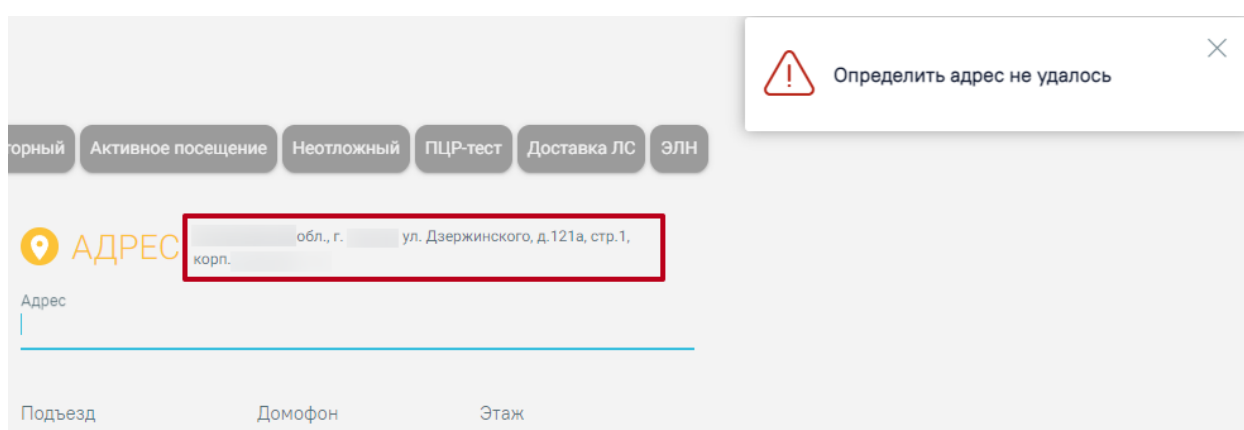 Определить адрес не удалось
торный Активное посещение Неотложный ПЦР-тест Доставка ЛС ЭЛН
АДРЕС
обл., г. ул. Дзержинского, д.121а, стр.1,
корп.
Адрес
Подъезд Домофон Этаж